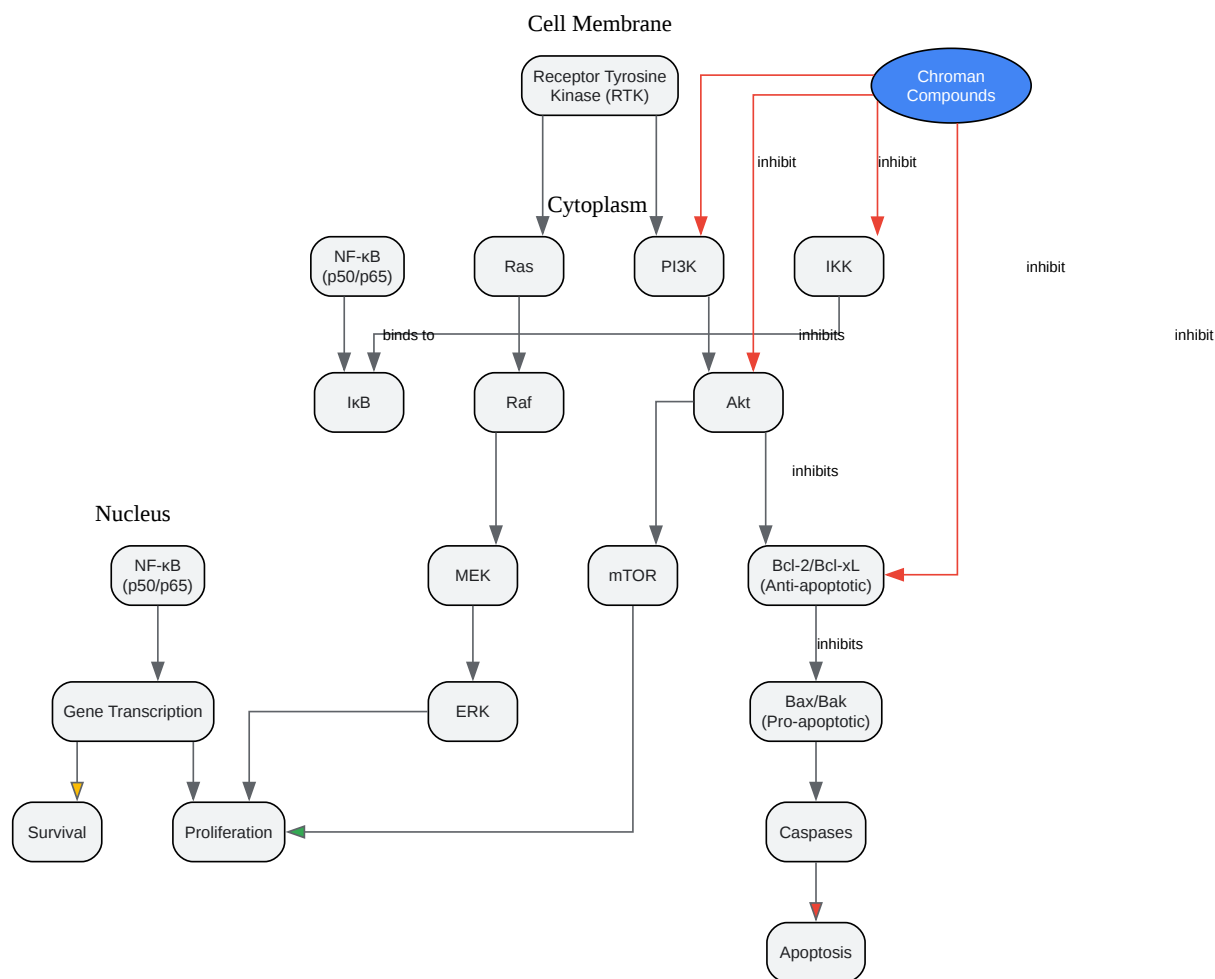 Cell Membrane
Receptor Tyrosine
Kinase (RTK)
Chroman
Compounds
inhibit
inhibit
Cytoplasm
NF-κB
(p50/p65)
Ras
PI3K
IKK
inhibit
binds to
inhibits
inhibit
IκB
Raf
Akt
inhibits
Nucleus
NF-κB
(p50/p65)
MEK
mTOR
Bcl-2/Bcl-xL
(Anti-apoptotic)
inhibits
Gene Transcription
ERK
Bax/Bak
(Pro-apoptotic)
Survival
Proliferation
Caspases
Apoptosis